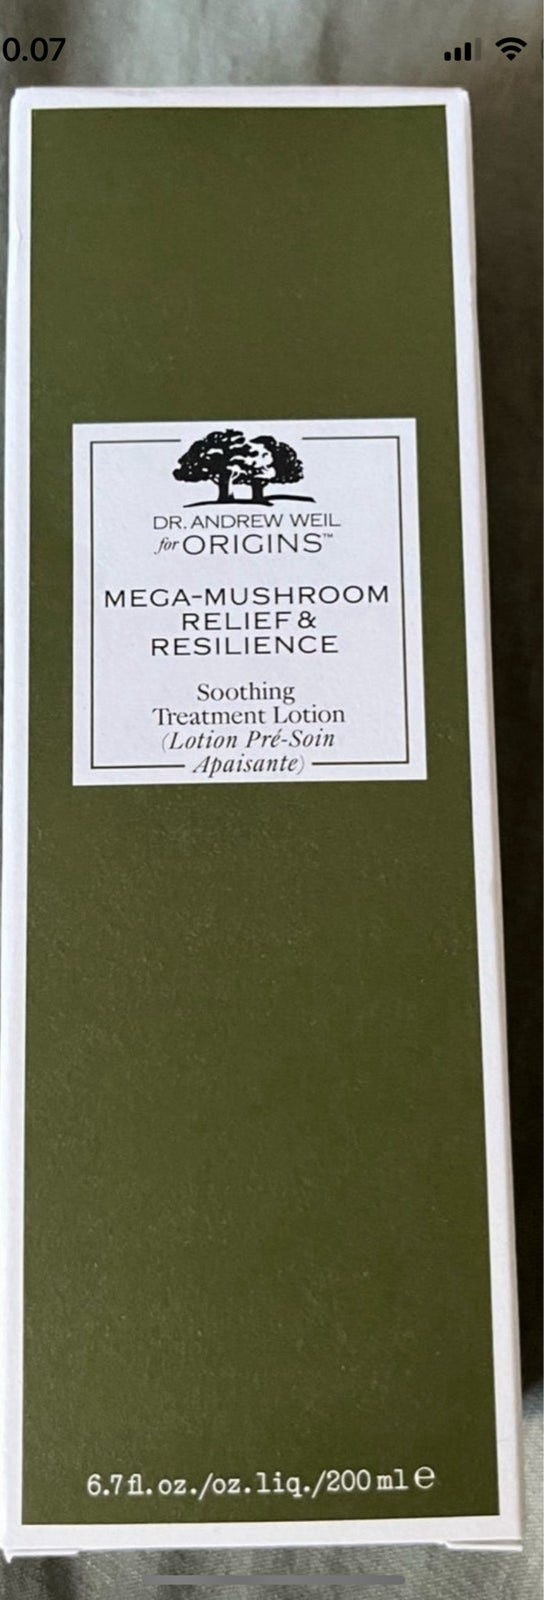 0.07
DR. ANDREW WEIL
for ORIGINS™
MEGA-MUSHROOM
RELIEF &
RESILIENCE
Soothing
Treatment Lotion
(Lotion Pré-Soin
Apaisante)
6.7 fl. oz./oz.liq./200 ml e